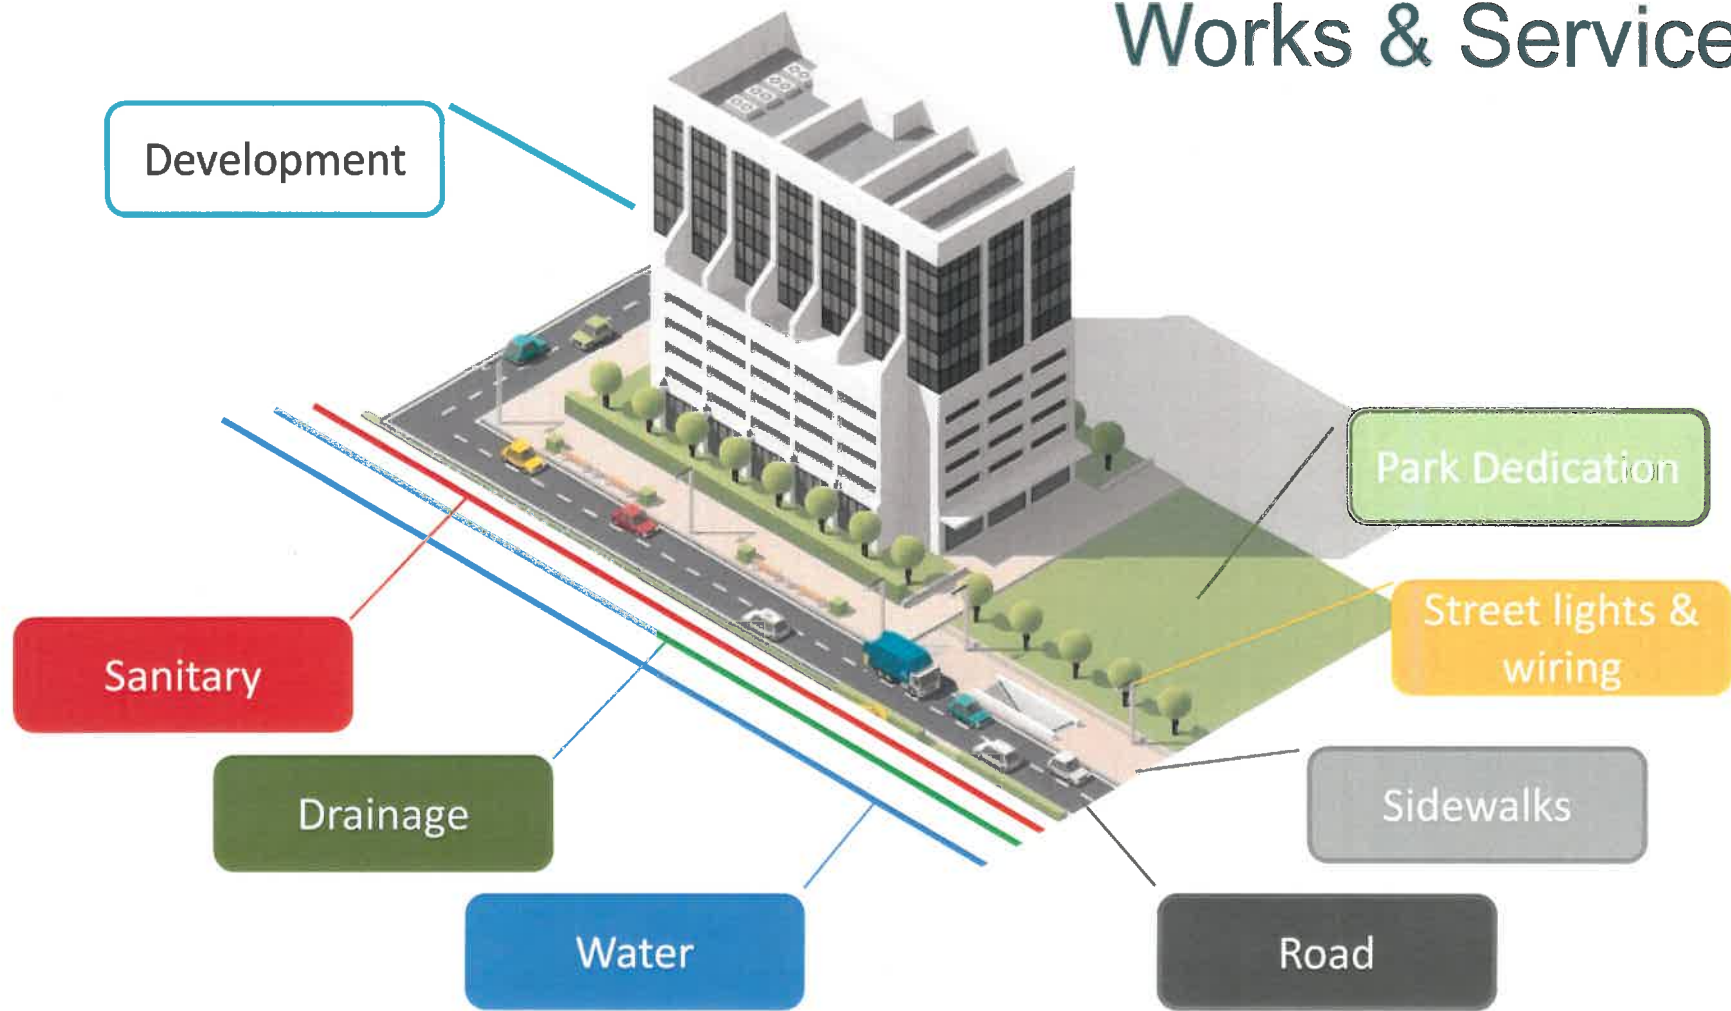 Works & Service
Development
Park Dedication
Street lights &
wiring
Sanitary
Sidewalks
Drainage
Water
Road